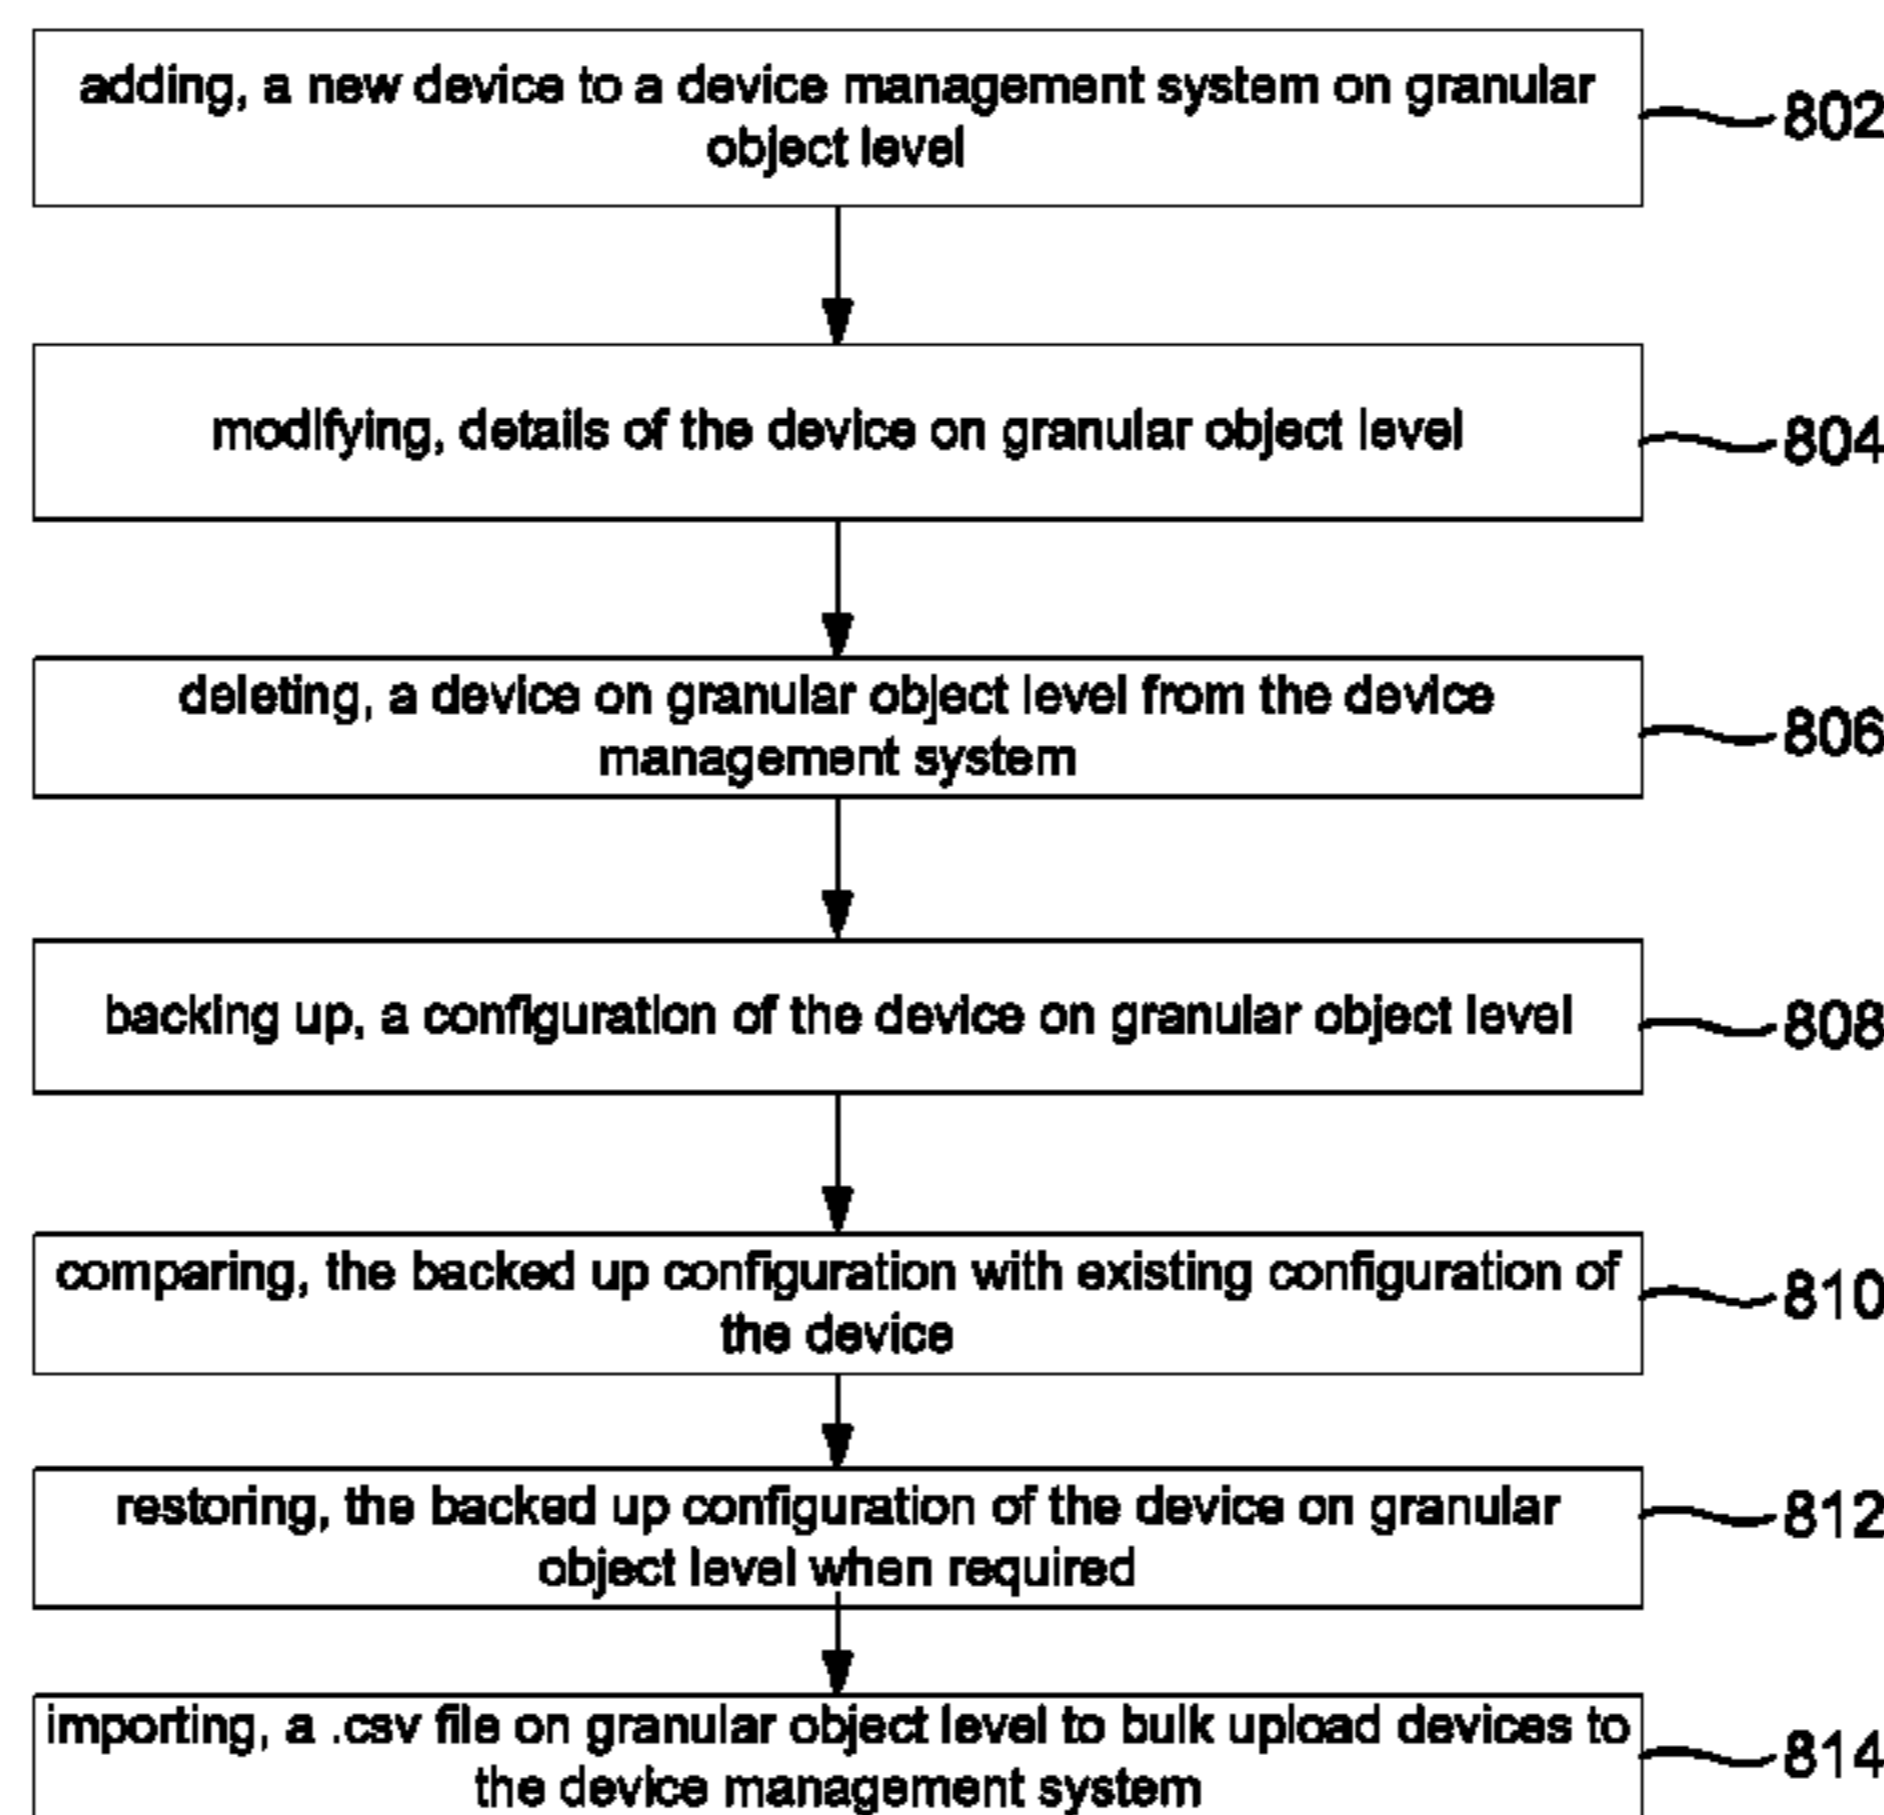 adding, a new device to a device management system on granular
object level
802
modifying, details of the device on granular object level
804
deleting, a device on granular object level from the device
management system
806
backing up, a configuration of the device on granular object level
808
comparing, the backed up configuration with existing configuration of
the device
810
restoring, the backed up configuration of the device on granular
object level when required
812
importing, a .csv file on granular object level to bulk upload devices to
the device management system
814